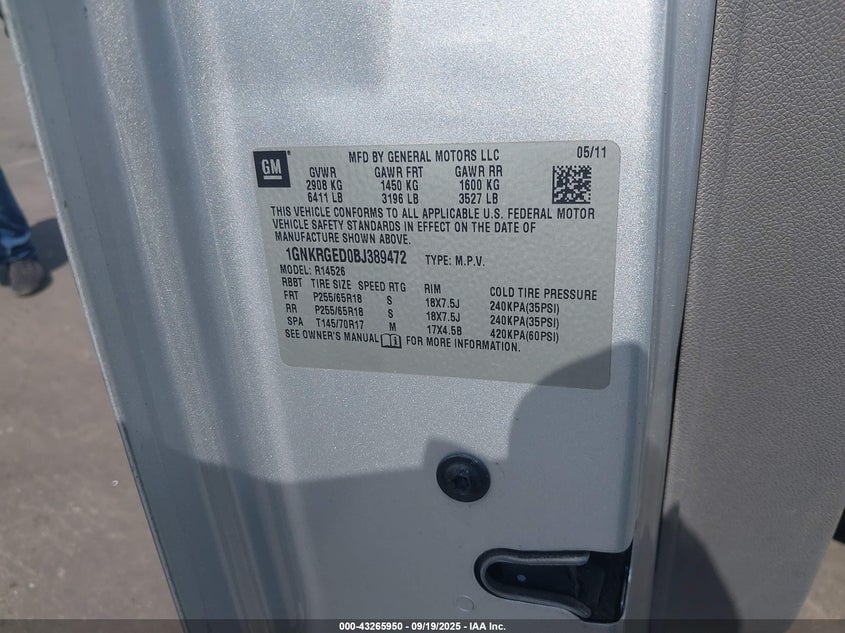 GM
MFD BY GENERAL MOTORS LLC 05/11
GVWR GAWR FRT GAWR RR
2908 KG 1450 KG 1600 KG
6411 LB 3196 LB 3527 LB
THIS VEHICLE CONFORMS TO ALL APPLICABLE U.S. FEDERAL MOTOR
VEHICLE SAFETY STANDARDS IN EFFECT ON THE DATE OF
MANUFACTURE SHOWN ABOVE.
1GNKRGED0BJ389472 TYPE: M.P.V.
MODEL: R14526
RBBT TIRE SIZE SPEED RTG RIM COLD TIRE PRESSURE
FRT P255/65R18 S 18X7.5J 240KPA(35PSI)
RR P255/65R18 S 18X7.5J 240KPA(35PSI)
SPA T145/70R17 M 17X4.5B 420KPA(60PSI)
SEE OWNER'S MANUAL i FOR MORE INFORMATION.
000-43265950 - 09/19/2025 - IAA Inc.